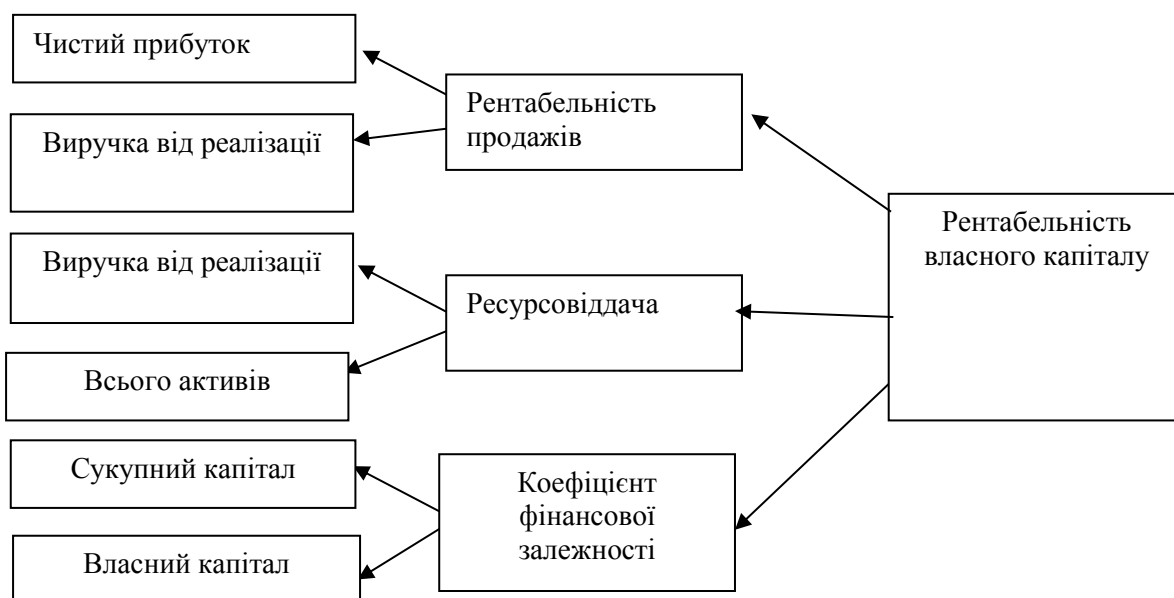 Чистий прибуток
Виручка від реалізації
Виручка від реалізації
Всього активів
Сукупний капітал
Власний капітал
Рентабельність
продажів
Ресурсовіддача
Коефіцієнт
фінансової
залежності
Рентабельність
власного капіталу